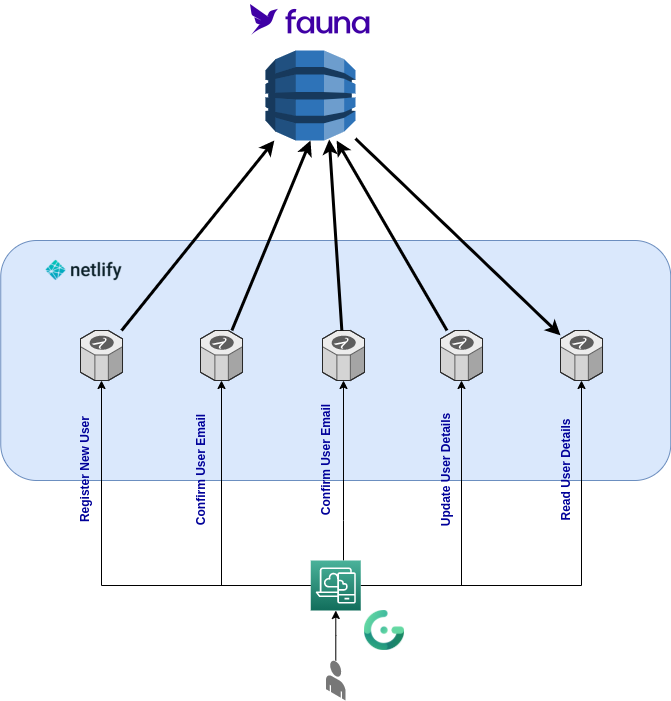 fauna
netlify
Register New User
Confirm User Email
Confirm User Email
Update User Details
Read User Details